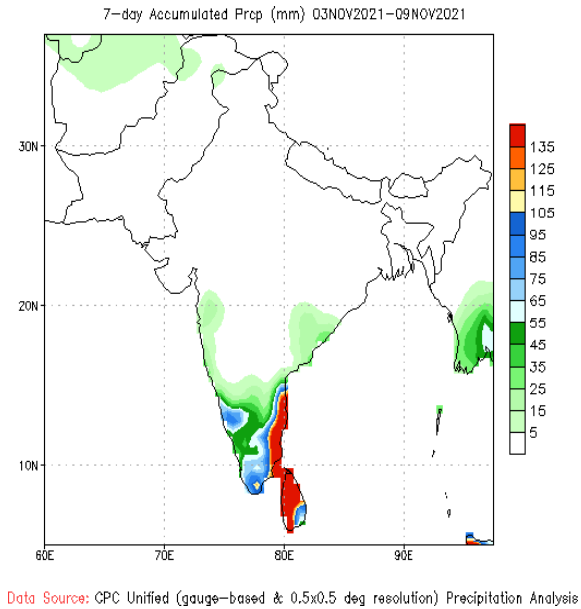 7-day Accumulated Prcp (mm) 03NOV2021-09NOV2021
30N
20N
10N
60E
70E
80E
90E
135
125
115
105
95
85
75
65
55
45
35
25
15
5
Data Source: CPC Unified (gauge-based & 0.5x0.5 deg resolution) Precipitation Analysis